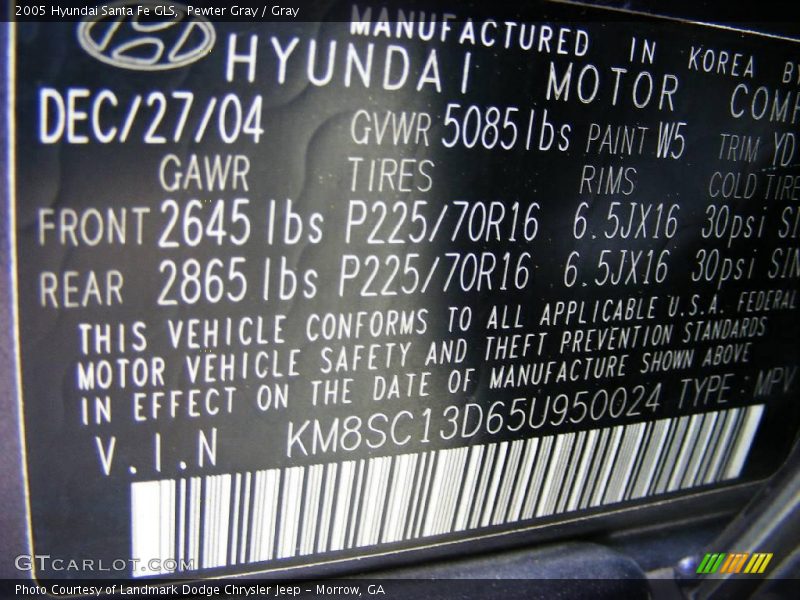 2005 Hyundai Santa Fe GLS, Pewter Gray / Gray
MANUFACTURED IN KOREA BY
HYUNDAI MOTOR COMP
DEC/27/04 GVWR 5085lbs PAINT W5 TRIM YD
GAWR TIRES RIMS COLD TIRE
FRONT 2645 lbs P225/70R16 6.5JX16 30psi SIN
REAR 2865 lbs P225/70R16 6.5JX16 30psi SIN
THIS VEHICLE CONFORMS TO ALL APPLICABLE U.S.A. FEDERAL
MOTOR VEHICLE SAFETY AND THEFT PREVENTION STANDARDS
IN EFFECT ON THE DATE OF MANUFACTURE SHOWN ABOVE
V.I.N KM8SC13D65U950024 TYPE : MPV
GTCARLOT.COM
Photo Courtesy of Landmark Dodge Chrysler Jeep - Morrow, GA